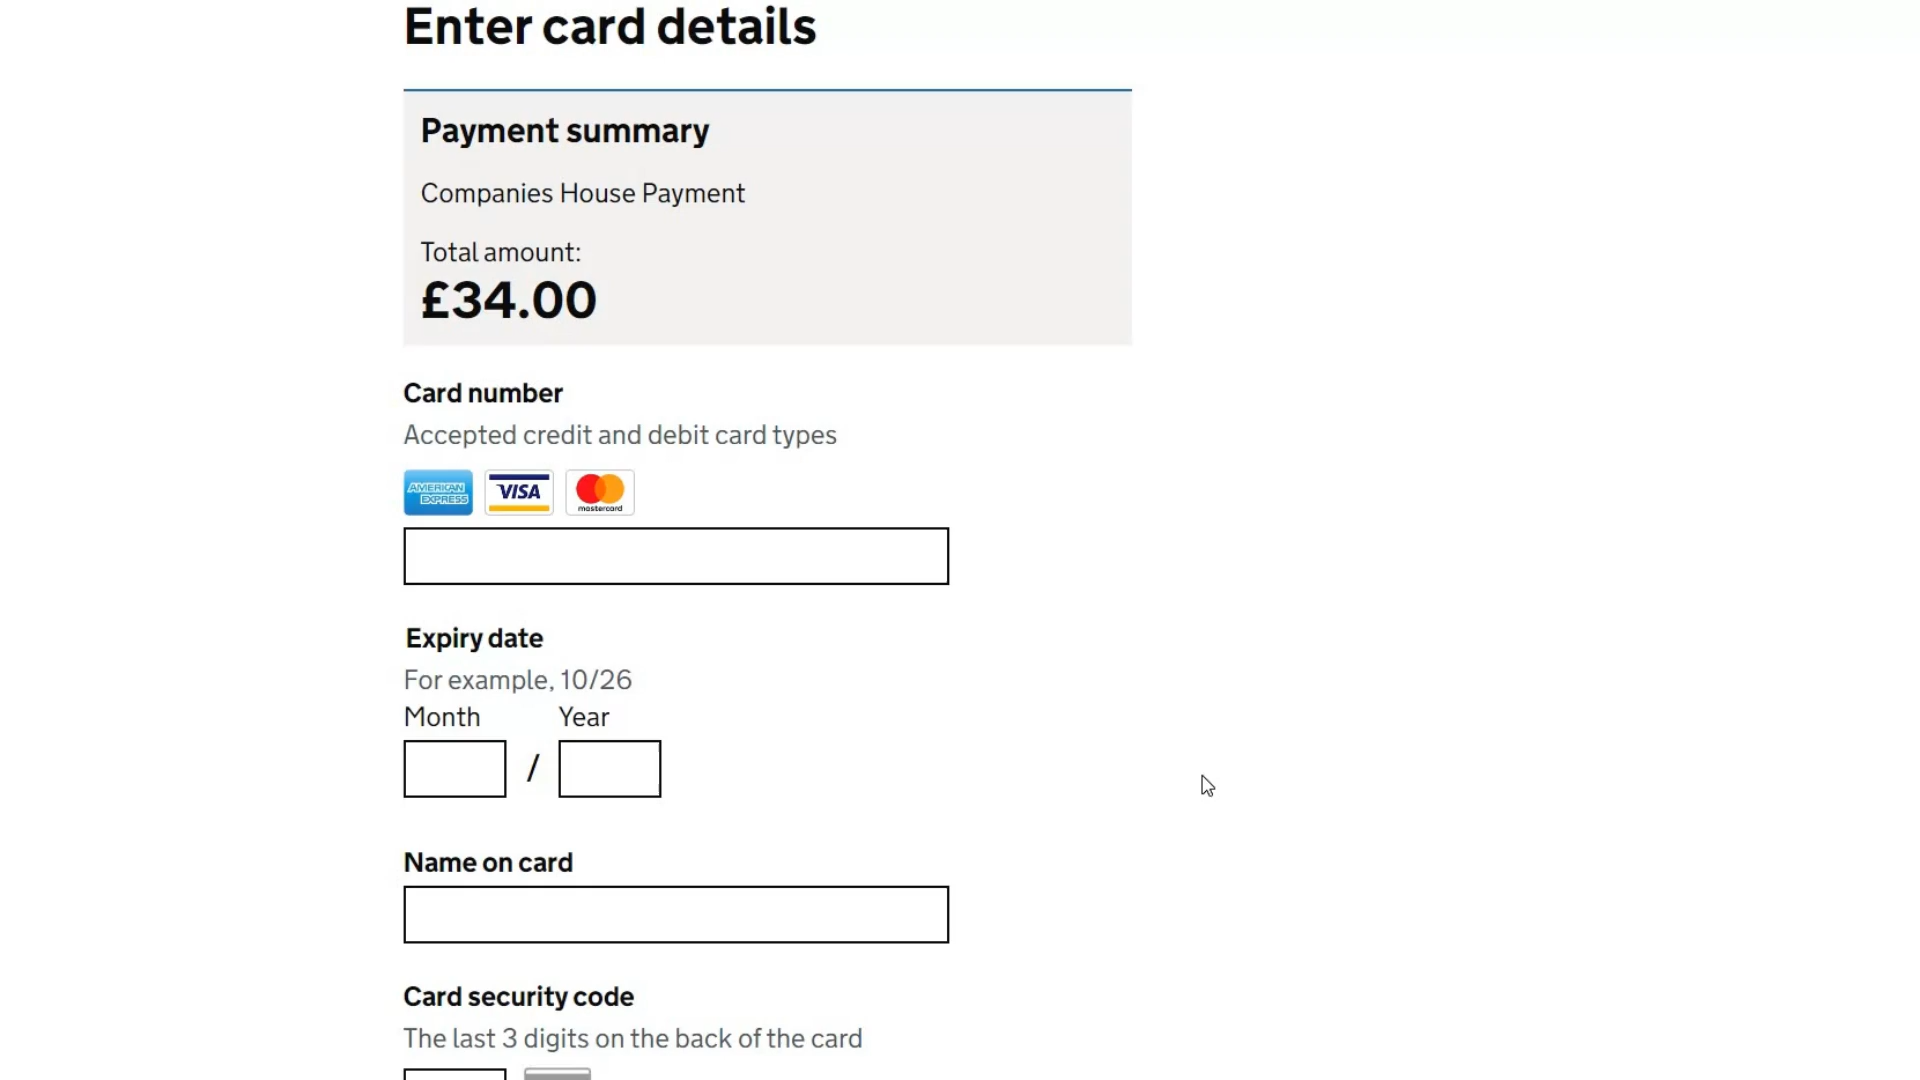 Enter card details
Payment summary
Companies House Payment
Total amount:
£34.00
Card number
Accepted credit and debit card types
AMERICAN EXPRESS VISA mastercard
Expiry date
For example, 10/26
Month Year
/
Name on card
Card security code
The last 3 digits on the back of the card